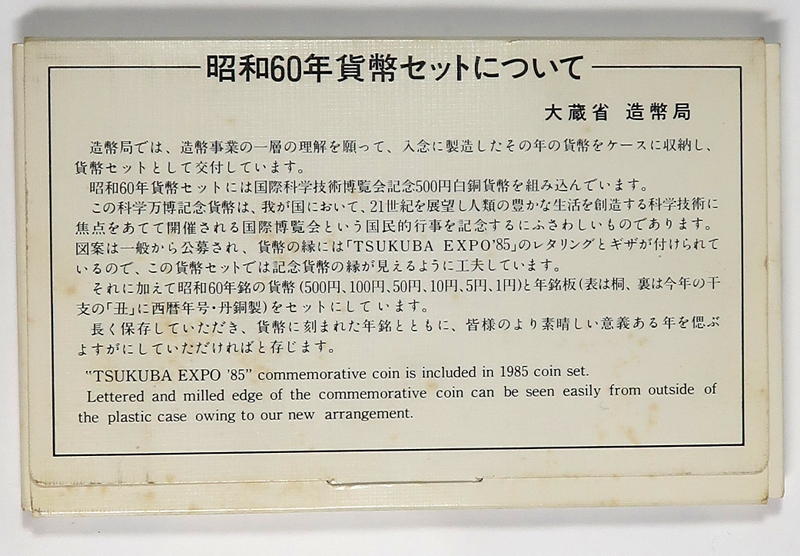 昭和60年貨幣セットについて
大蔵省 造幣局
造幣局では、造幣事業の一層の理解を願って、入念に製造したその年の貨幣をケースに収納し、
貨幣セットとして交付しています。
昭和60年貨幣セットには国際科学技術博覧会記念500円白銅貨幣を組み込んでいます。
この科学万博記念貨幣は、我が国において、21世紀を展望し人類の豊かな生活を創造する科学技術に
焦点をあてて開催される国際博覧会という国民的行事を記念するにふさわしいものであります。
図案は一般から公募され、貨幣の縁には「TSUKUBA EXPO'85」のレタリングとギザが付けられて
いるので、この貨幣セットでは記念貨幣の縁が見えるように工夫しています。
それに加えて昭和60年銘の貨幣(500円、100円、50円、10円、5円、1円)と年銘板(表は桐、裏は今年の干
支の「丑」に西暦年号・丹銅製)をセットにしています。
長く保存していただき、貨幣に刻まれた年銘とともに、皆様のより素晴しい意義ある年を偲ぶ
よすがにしていただければと存じます。
"TSUKUBA EXPO '85" commemorative coin is included in 1985 coin set.
Lettered and milled edge of the commemorative coin can be seen easily from outside of
the plastic case owing to our new arrangement.